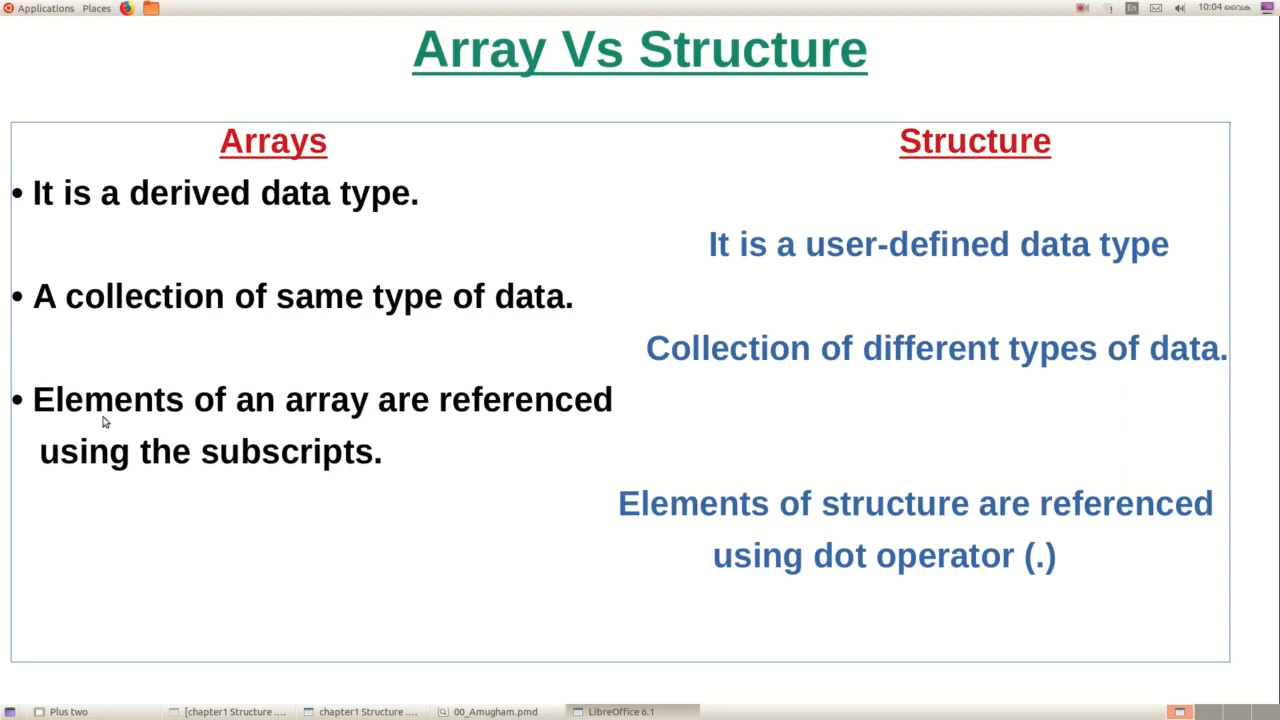 Applications Places
En
10:04 വൈകു
Array Vs Structure
Arrays
Structure
• It is a derived data type.
It is a user-defined data type
• A collection of same type of data.
Collection of different types of data.
• Elements of an array are referenced
using the subscripts.
Elements of structure are referenced
using dot operator (.)
Plus two
[chapter1 Structure ....
chapter1 Structure ....
00_Amugham.pmd
LibreOffice 6.1